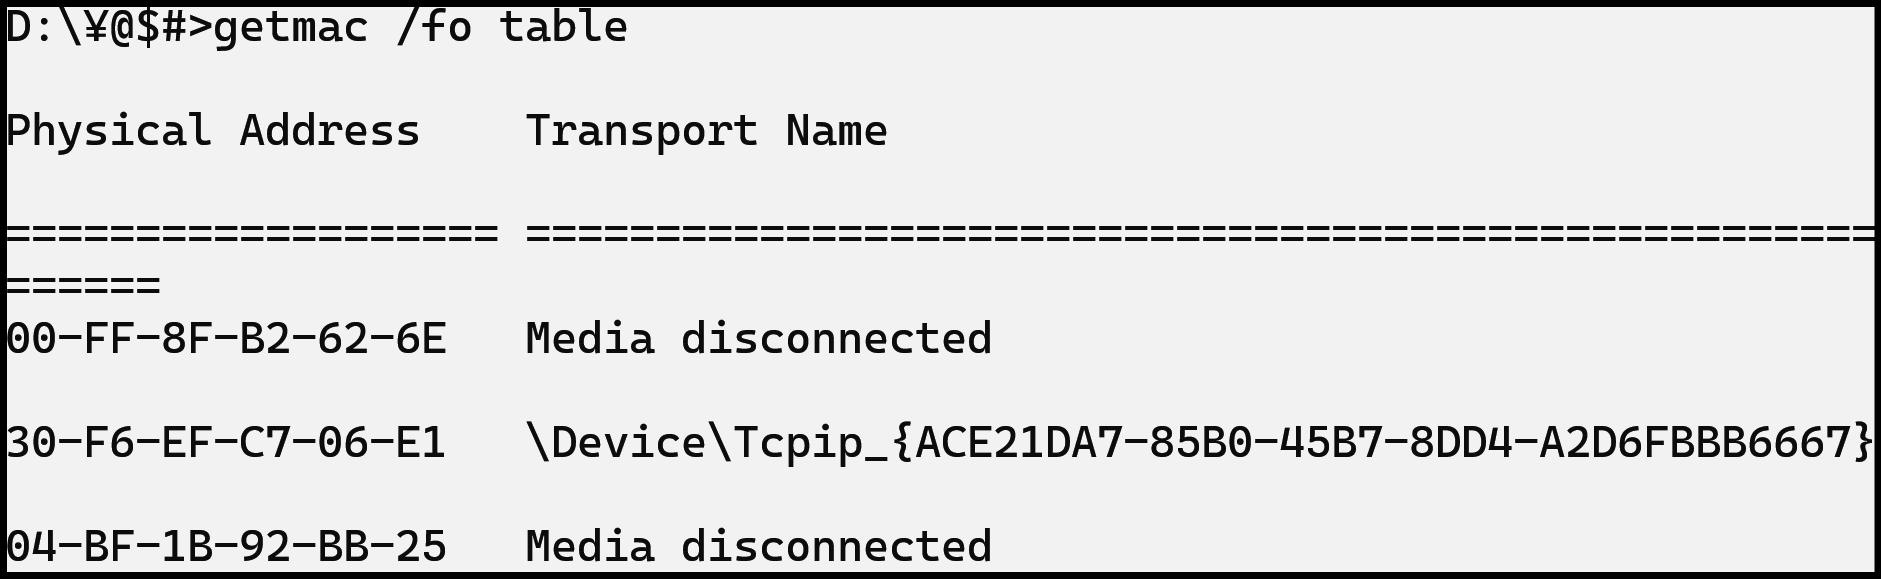 D:\¥@$#>getmac /fo table
Physical Address    Transport Name
=================== ====================================================
======
00-FF-8F-B2-62-6E   Media disconnected
30-F6-EF-C7-06-E1   \Device\Tcpip_{ACE21DA7-85B0-45B7-8DD4-A2D6FBBB6667}
04-BF-1B-92-BB-25   Media disconnected